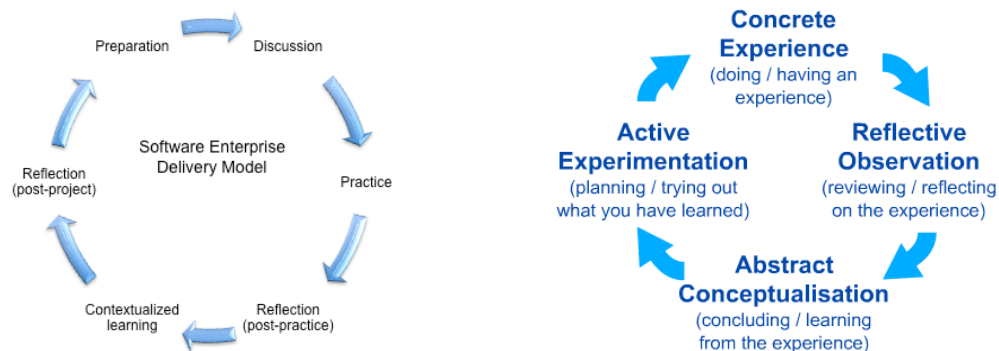 Preparation
Discussion
Software Enterprise
Delivery Model
Reflection
(post-project)
Practice
Contextualized
learning
Reflection
(post-practice)
Concrete
Experience
(doing / having an
experience)
Active
Experimentation
(planning / trying out
what you have learned)
Reflective
Observation
(reviewing / reflecting
on the experience)
Abstract
Conceptualisation
(concluding / learning
from the experience)